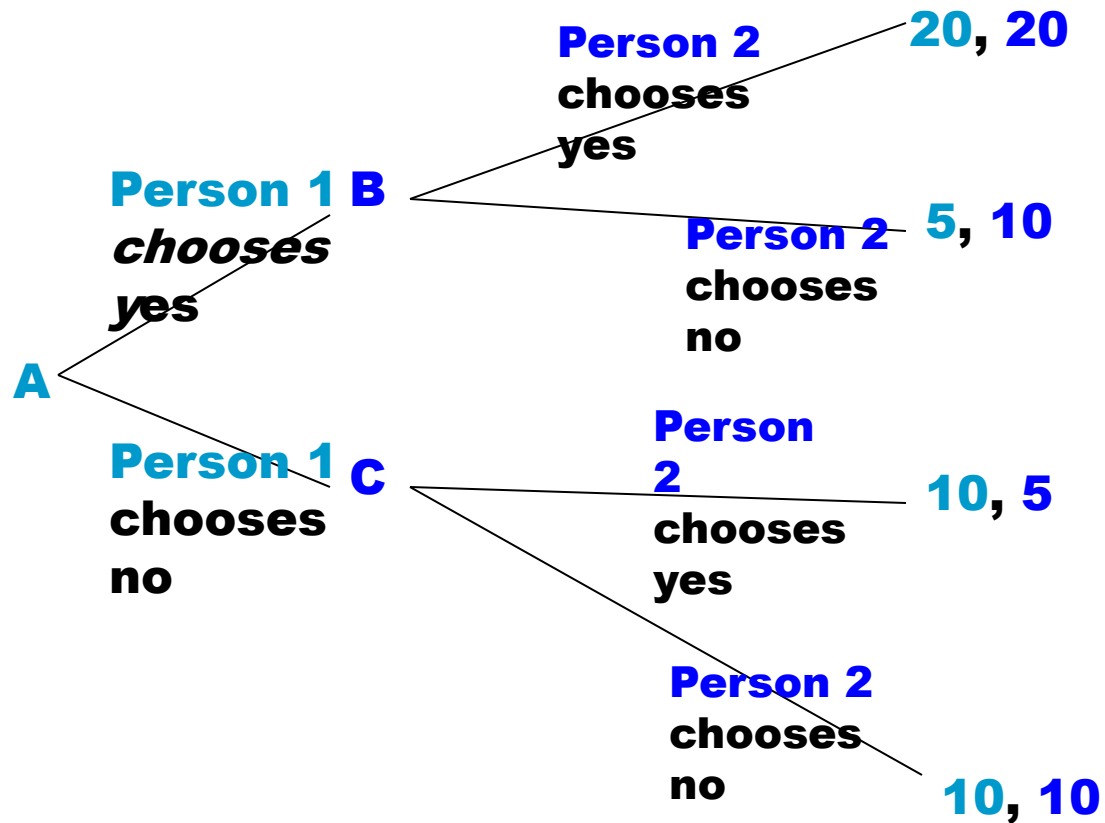 Person 2
chooses
yes
20, 20
Person 1 B
chooses
yes
Person 2
chooses
no
5, 10
A
Person 1 C
chooses
no
Person
2
chooses
yes
10, 5
Person 2
chooses
no
10, 10